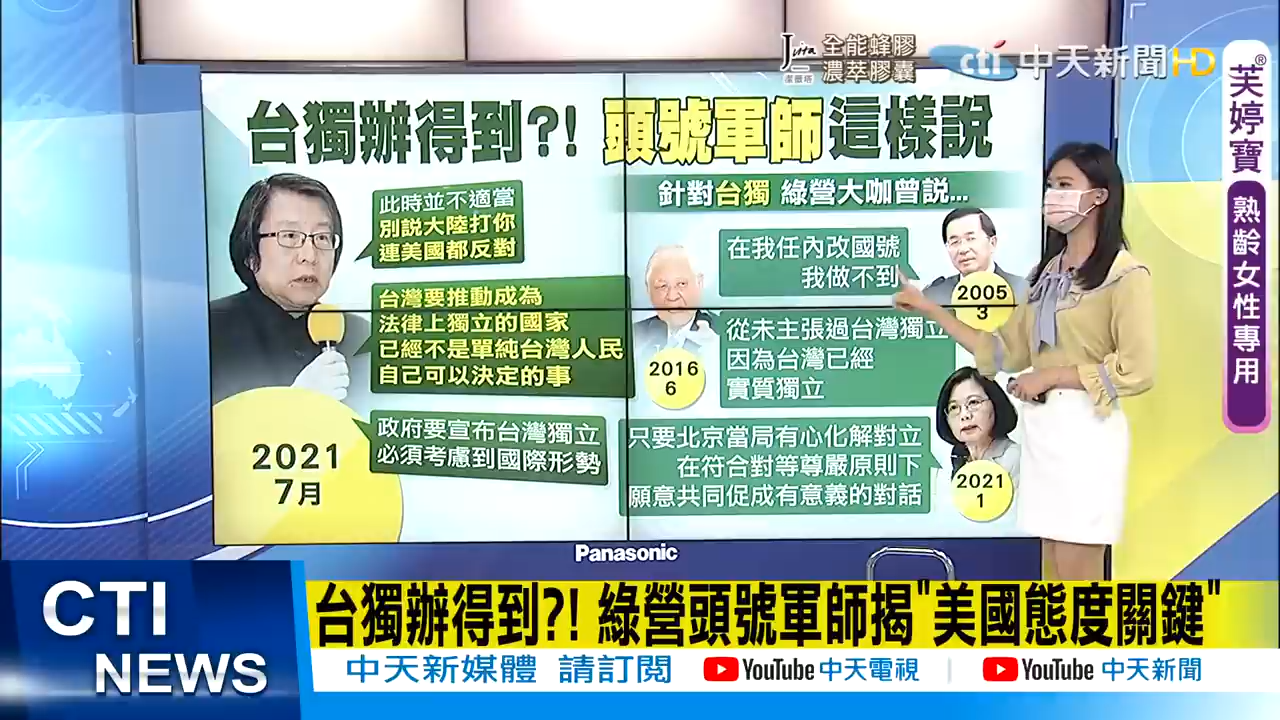 Jvita
潔薇塔
全能蜂膠
濃萃膠囊
cti 中天新聞HD
芙婷寶®
熟齡女性專用
台獨辦得到?! 頭號軍師這樣說
此時並不適當
別說大陸打你
連美國都反對
台灣要推動成為
法律上獨立的國家
已經不是單純台灣人民
自己可以決定的事
政府要宣布台灣獨立
必須考慮到國際形勢
2021
7月
針對台獨 綠營大咖曾說...
在我任內改國號
我做不到
2005
3
從未主張過台灣獨立
因為台灣已經
實質獨立
2016
6
只要北京當局有心化解對立
在符合對等尊嚴原則下
願意共同促成有意義的對話
2021
1
Panasonic
CTI
NEWS
台獨辦得到?! 綠營頭號軍師揭"美國態度關鍵"
中天新媒體 請訂閱 YouTube 中天電視 | YouTube 中天新聞